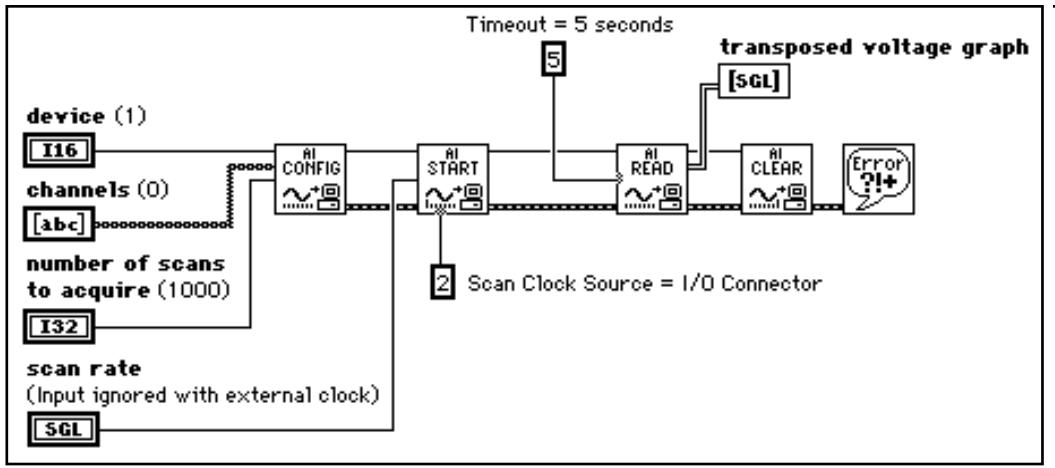 Timeout = 5 seconds
5
transposed voltage graph
[SGL]
device (1)
I16
channels (0)
[abc]
number of scans
to acquire (1000)
I32
scan rate
(Input ignored with external clock)
SGL
AI
CONFIG
AI
START
AI
READ
AI
CLEAR
Error
?!+
2
Scan Clock Source = I/O Connector